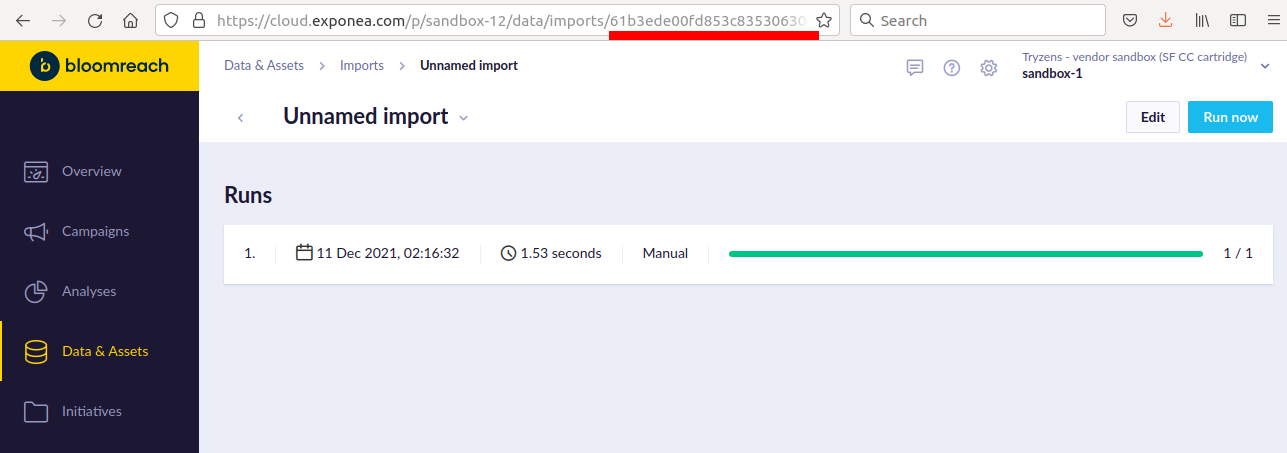 https://cloud.exponea.com/p/sandbox-12/data/imports/61b3ede00fd853c83553063
Search
bloomreach
Data & Assets > Imports > Unnamed import
Tryzens - vendor sandbox (SF CC cartridge)
sandbox-1
Unnamed import
Edit
Run now
Overview
Campaigns
Analyses
Data & Assets
Initiatives
Runs
1. 11 Dec 2021, 02:16:32 1.53 seconds Manual 1 / 1